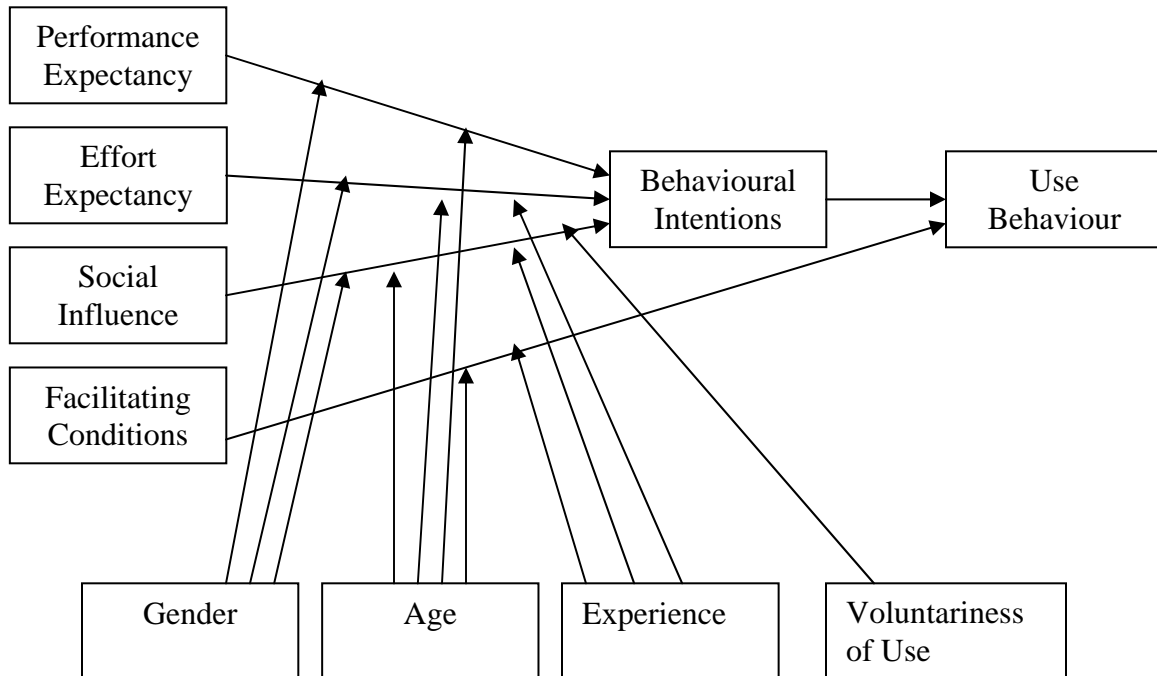 Performance
Expectancy
Effort
Expectancy
Social
Influence
Facilitating
Conditions
Behavioural
Intentions
Use
Behaviour
Gender
Age
Experience
Voluntariness
of Use